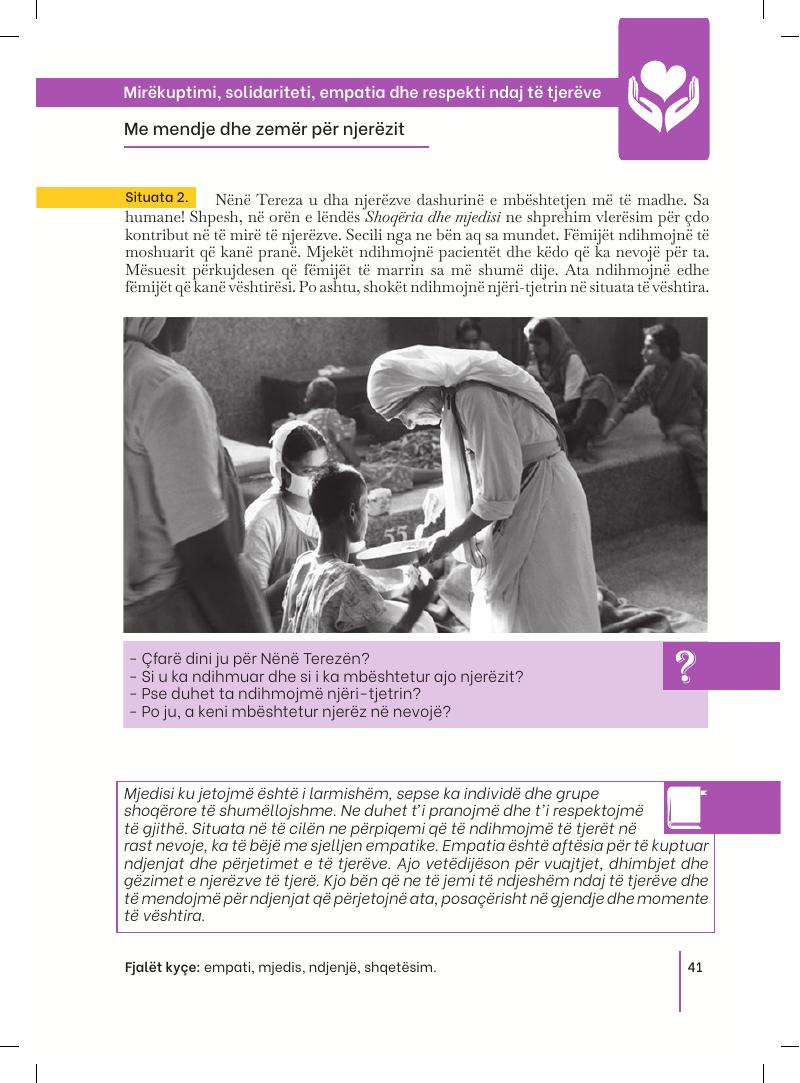 Mirëkuptimi, solidariteti, empatia dhe respekti ndaj të tjerëve
Me mendje dhe zemër për njerëzit
Situata 2. Nënë Tereza u dha njerëzve dashurinë e mbështetjen më të madhe. Sa
humane! Shpesh, në orën e lëndës Shoqëria dhe mjedisi ne shprehim vlerësim për çdo
kontribut në të mirë të njerëzve. Secili nga ne bën aq sa mundet. Fëmijët ndihmojnë të
moshuarit që kanë pranë. Mjekët ndihmojnë pacientët dhe këdo që ka nevojë për ta.
Mësuesit përkujdesen që fëmijët të marrin sa më shumë dije. Ata ndihmojnë edhe
fëmijët që kanë vështirësi. Po ashtu, shokët ndihmojnë njëri-tjetrin në situata të vështira.
55
- Çfarë dini ju për Nënë Terezën?
- Si u ka ndihmuar dhe si i ka mbështetur ajo njerëzit?
- Pse duhet ta ndihmojmë njëri-tjetrin?
- Po ju, a keni mbështetur njerëz në nevojë?
?
Mjedisi ku jetojmë është i larmishëm, sepse ka individë dhe grupe
shoqërore të shumëllojshme. Ne duhet t'i pranojmë dhe t'i respektojmë
të gjithë. Situata në të cilën ne përpiqemi që të ndihmojmë të tjerët në
rast nevoje, ka të bëjë me sjelljen empatike. Empatia është aftësia për të kuptuar
ndjenjat dhe përjetimet e të tjerëve. Ajo vetëdijëson për vuajtjet, dhimbjet dhe
gëzimet e njerëzve të tjerë. Kjo bën që ne të jemi të ndjeshëm ndaj të tjerëve dhe
të mendojmë për ndjenjat që përjetojnë ata, posaçërisht në gjendje dhe momente
të vështira.
Fjalët kyçe: empati, mjedis, ndjenjë, shqetësim.
41